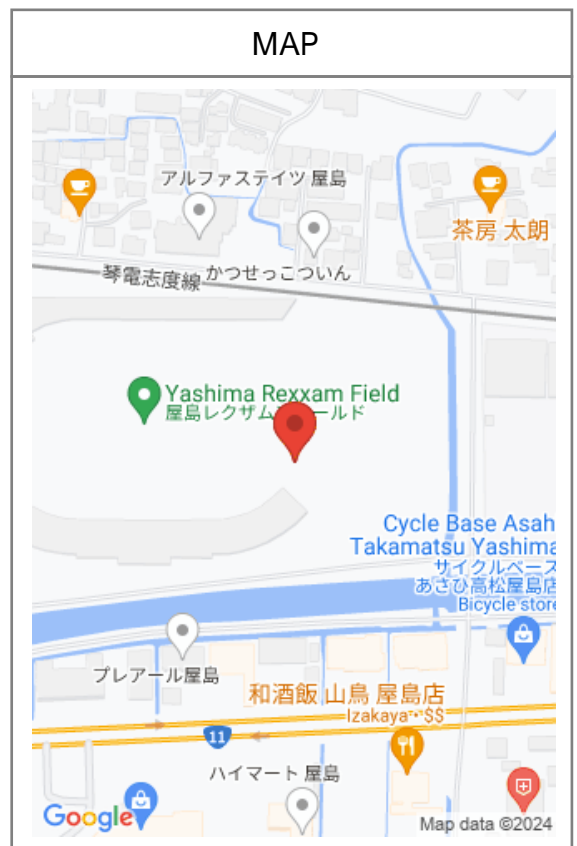 MAP
アルファステイツ 屋島
茶房 太朗
琴電志度線
かつせっこついん
Yashima Rexxam Field
屋島レクザム
ールド
Cycle Base Asah
Takamatsu Yashima
サイクルベース
あさひ高松屋島店
Bicycle store
プレアール屋島
和酒飯 山鳥 屋島店
Izakaya・$$
11
ハイマート 屋島
Google
Map data ©2024